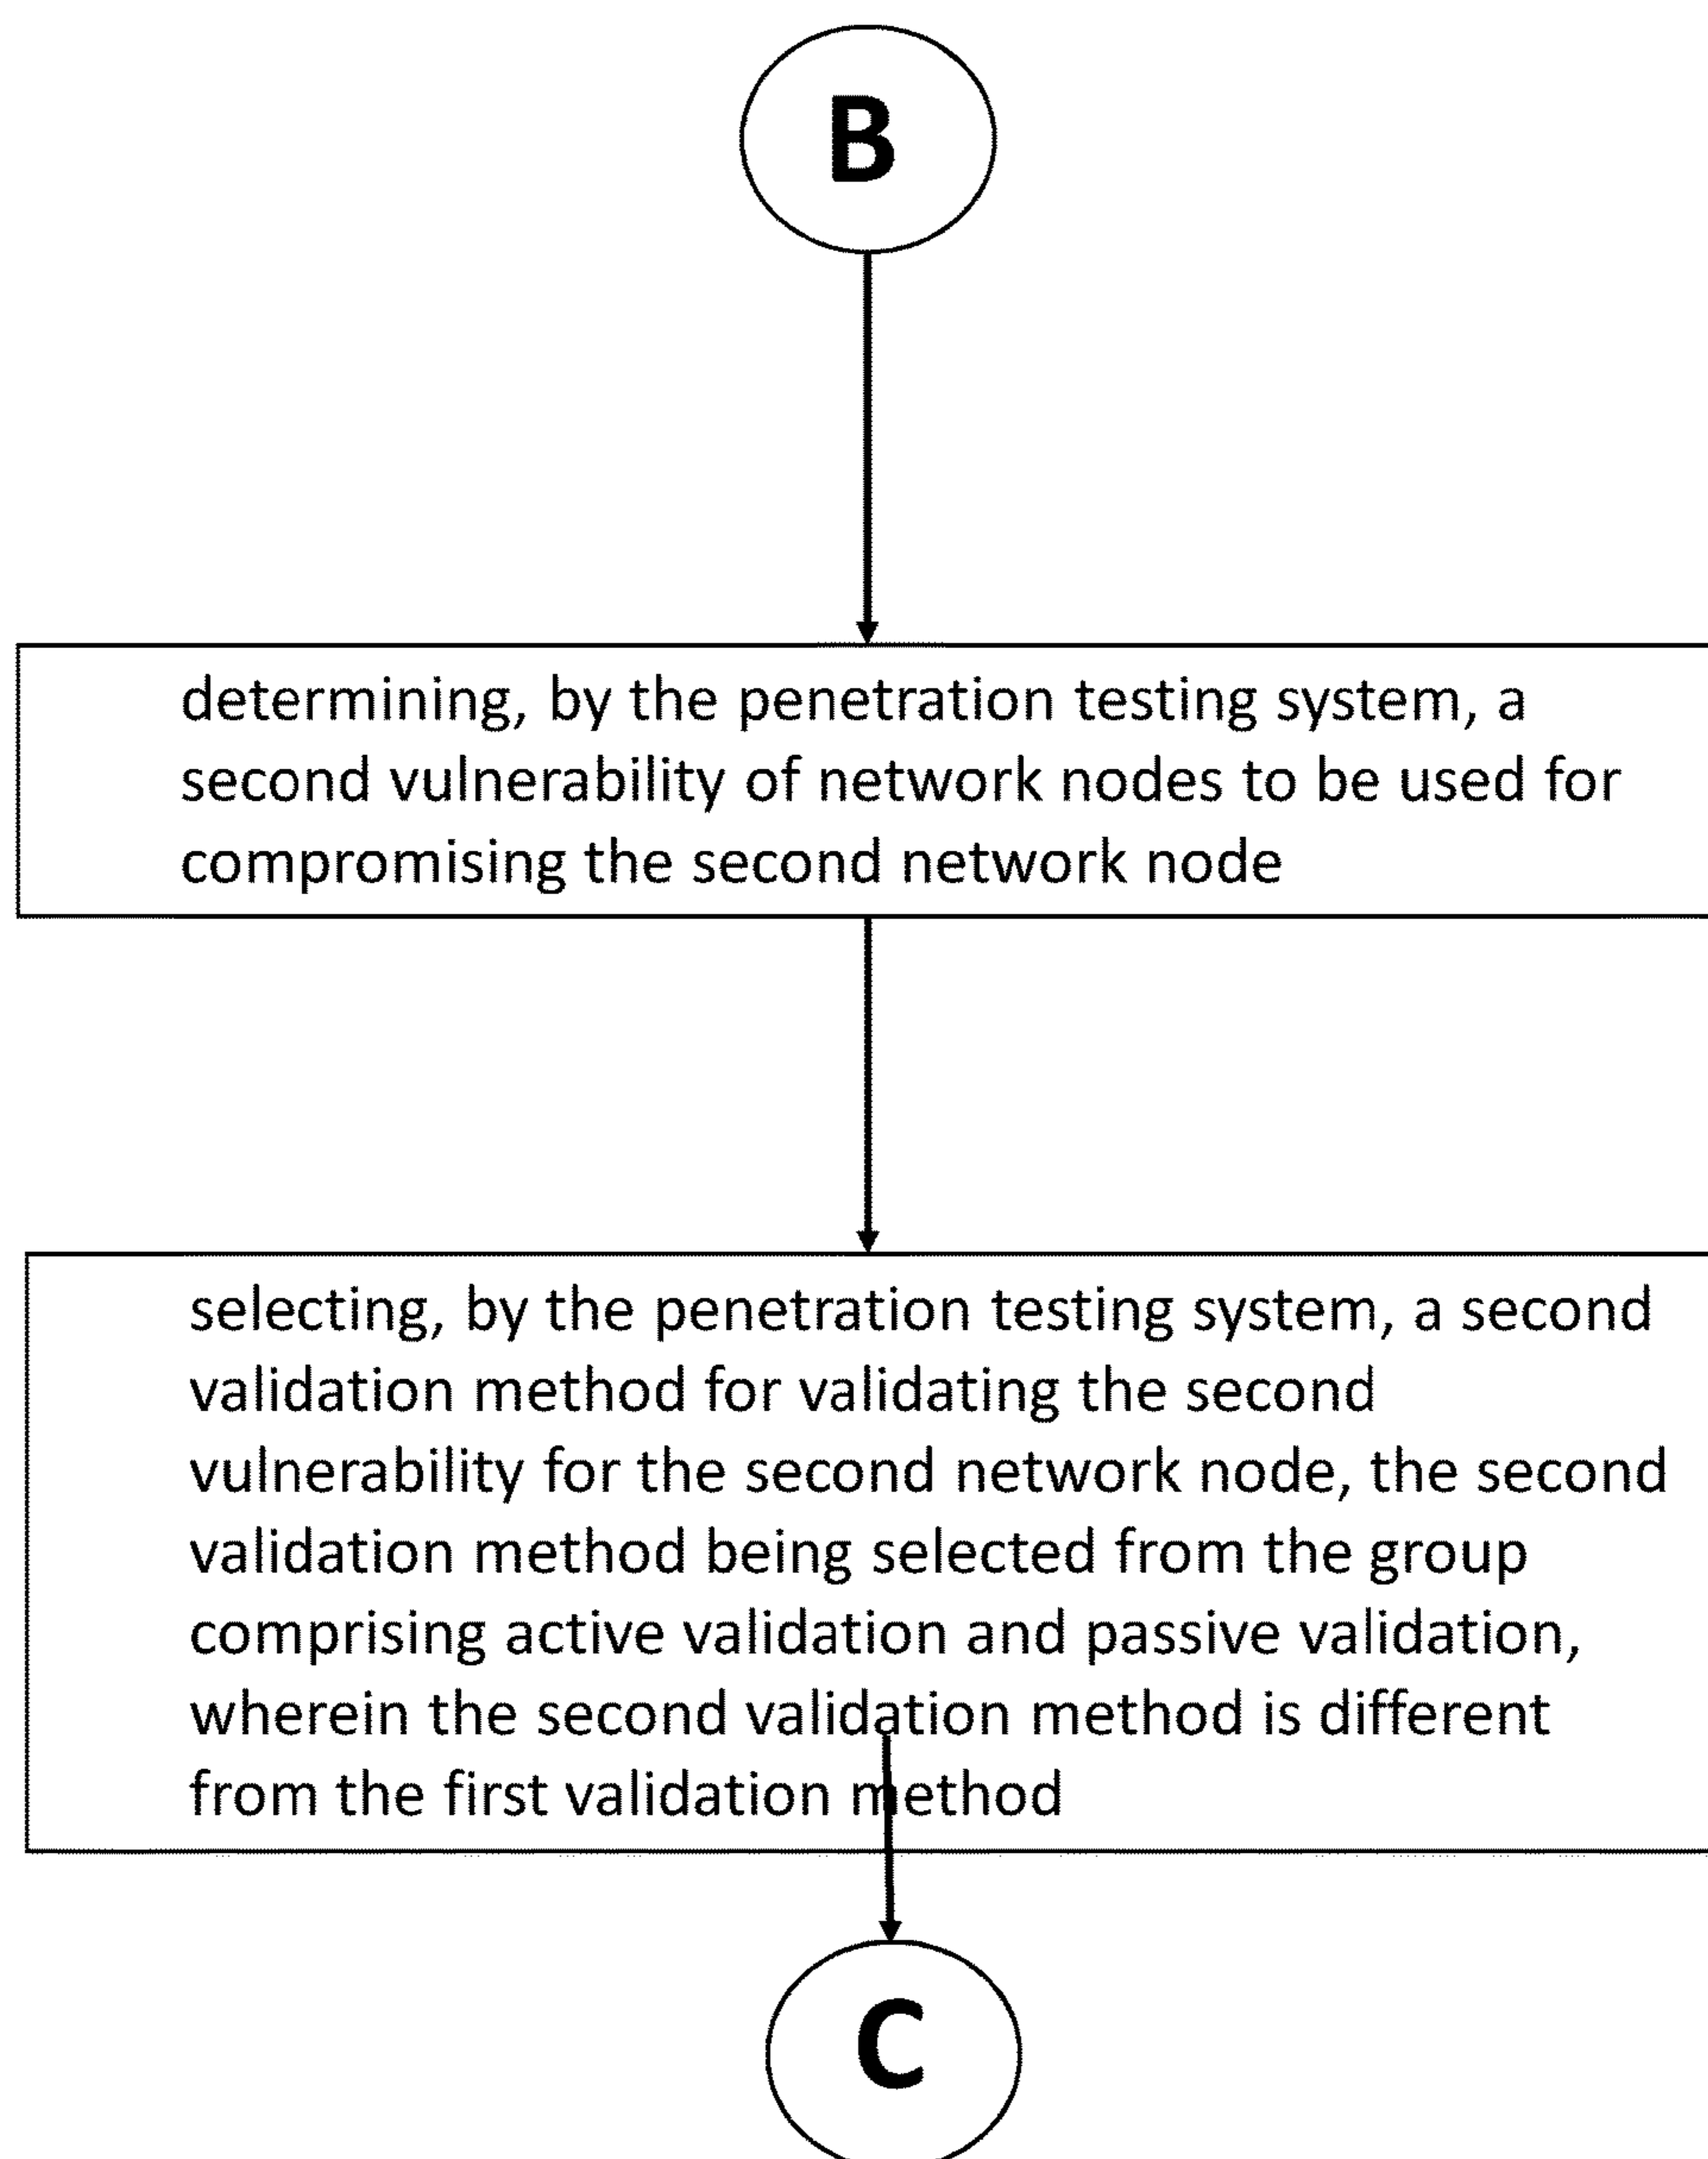 B
determining, by the penetration testing system, a
second vulnerability of network nodes to be used for
compromising the second network node
selecting, by the penetration testing system, a second
validation method for validating the second
vulnerability for the second network node, the second
validation method being selected from the group
comprising active validation and passive validation,
wherein the second validation method is different
from the first validation method
C